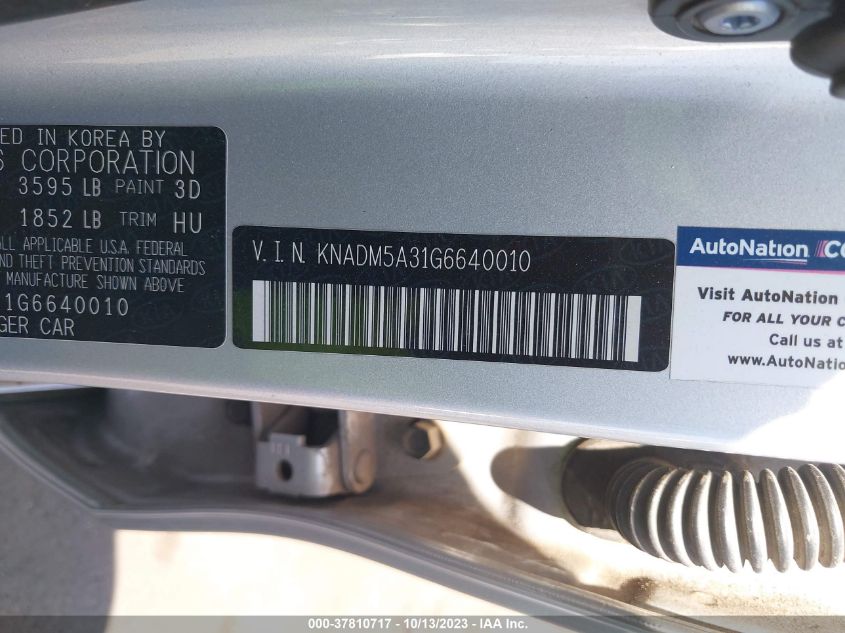 ED IN KOREA BY
S CORPORATION
3595 LB PAINT 3D
1852 LB TRIM HU
ALL APPLICABLE U.S.A. FEDERAL
ND THEFT PREVENTION STANDARDS
MANUFACTURE SHOWN ABOVE
1G6640010
GER CAR
V. I. N. KNADM5A31G6640010
AutoNation CO
Visit AutoNation
FOR ALL YOUR C
Call us at
www.AutoNation
000-37810717 - 10/13/2023 - IAA Inc.